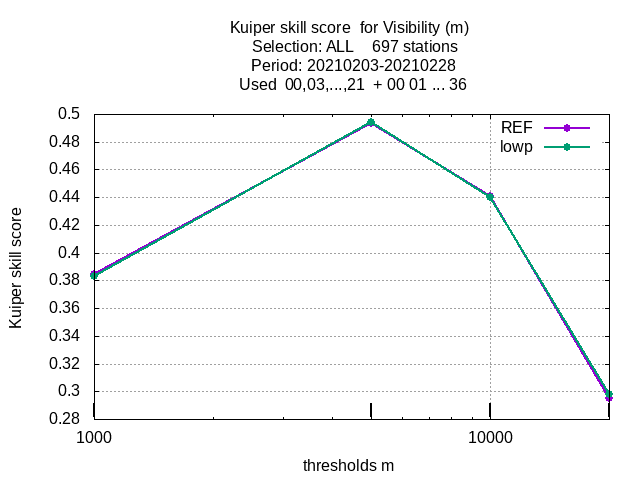 Kuiper skill score  for Visibility (m)
Selection: ALL    697 stations
Period: 20210203-20210228
Used  00,03,...,21  + 00 01 ... 36
REF
lowp
0.5
0.48
0.46
0.44
0.42
0.4
0.38
0.36
0.34
0.32
0.3
0.28
Kuiper skill score
1000
10000
thresholds m